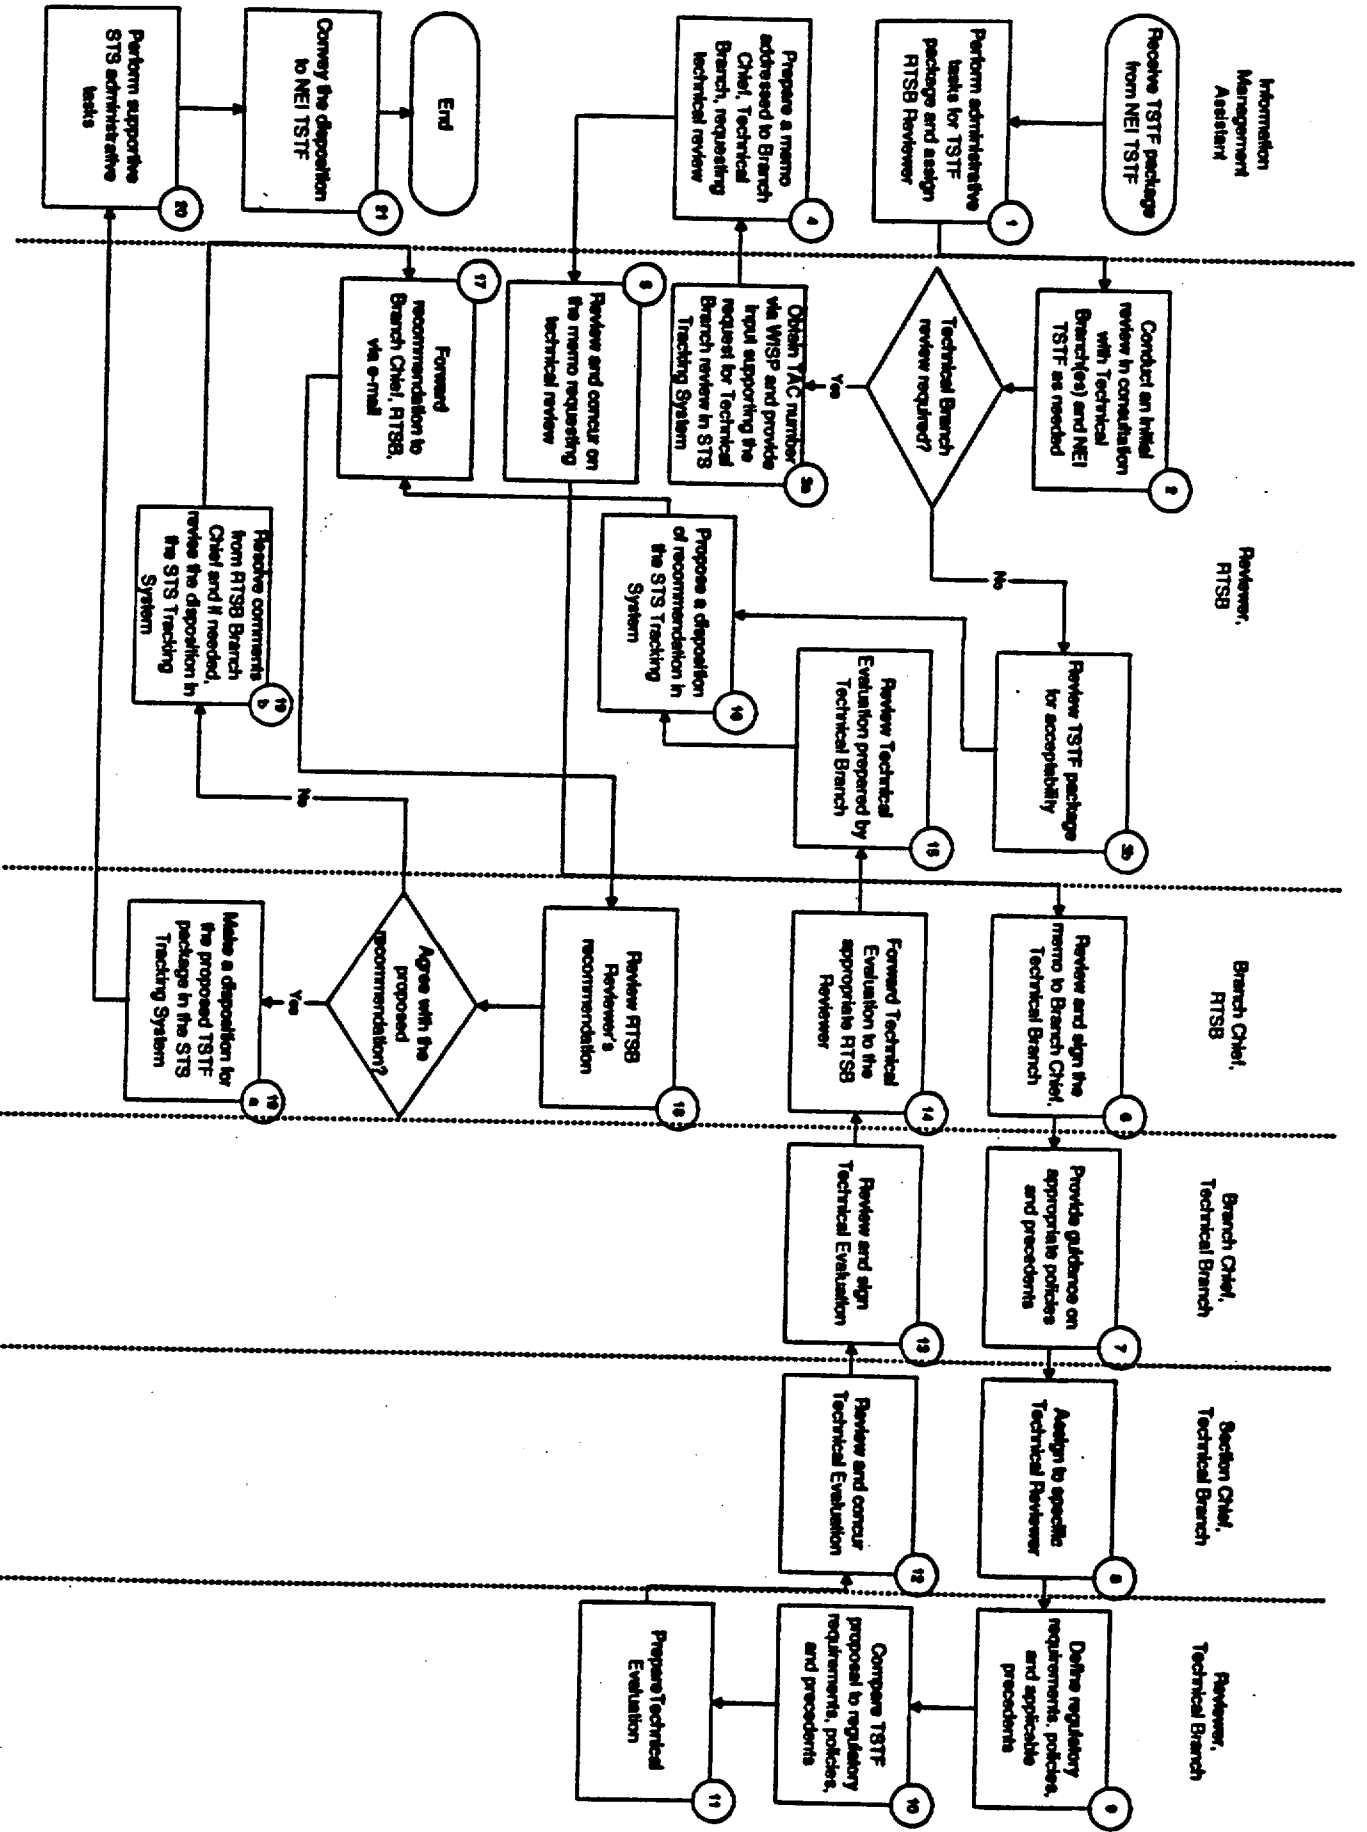 Information
Management
Assistant
Reviewer,
RTSB
Branch Chief,
RTSB
Branch Chief,
Technical Branch
Section Chief,
Technical Branch
Reviewer,
Technical Branch
Receive TSTF package
from NEI TSTF
Perform administrative
tasks for TSTF
package and assign
RTSB Reviewer
1
Conduct an initial
review in consultation
with Technical
Branch(es) and NEI
TSTF as needed
2
Technical Branch
review required?
Yes
No
Obtain TAC number
via WISP and provide
input supporting the
request for Technical
Branch review in STS
Tracking System
3a
Review TSTF package
for acceptability
3b
Prepare a memo
addressed to Branch
Chief, Technical
Branch, requesting
technical review
4
Review and concur on
the memo requesting
technical review
5
Review and sign the
memo to Branch Chief,
Technical Branch
6
Provide guidance on
appropriate policies
and precedents
7
Assign to specific
Technical Reviewer
8
Define regulatory
requirements, policies,
and applicable
precedents
9
Compare TSTF
proposal to regulatory
requirements, policies,
and precedents
10
Prepare Technical
Evaluation
11
Review and concur
Technical Evaluation
12
Review and sign
Technical Evaluation
13
Forward Technical
Evaluation to the
appropriate RTSB
Reviewer
14
Review Technical
Evaluation prepared by
Technical Branch
15
Propose a disposition
of recommendation in
the STS Tracking
System
16
Forward
recommendation to
Branch Chief, RTSB,
via e-mail
17
Review RTSB
Reviewer's
recommendation
18
Agree with the
proposed
recommendation?
Yes
No
Make a disposition for
the proposed TSTF
package in the STS
Tracking System
19
a
Resolve comments
from RTSB Branch
Chief and if needed,
revise the disposition in
the STS Tracking
System
19
b
Perform supportive
STS administrative
tasks
20
Convey the disposition
to NEI TSTF
21
End